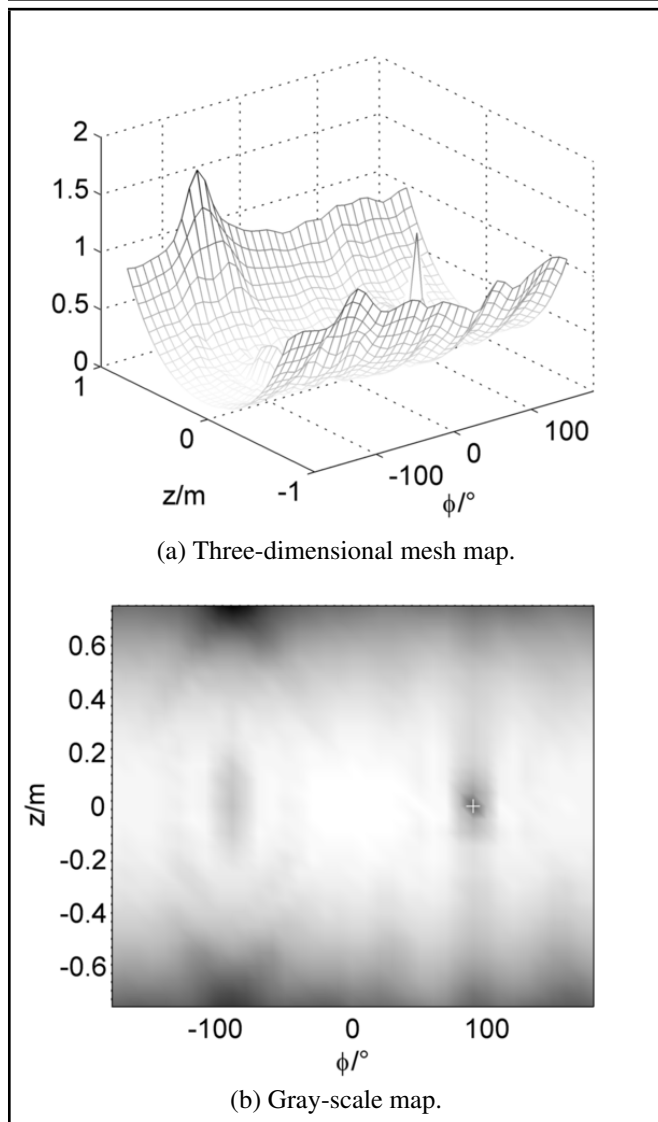 2
1.5
1
0.5
0
1
0
-1
z/m
-100
0
100
ϕ/°
(a) Three-dimensional mesh map.
0.6
0.4
0.2
0
-0.2
-0.4
-0.6
z/m
-100 0 100
ϕ/°
(b) Gray-scale map.